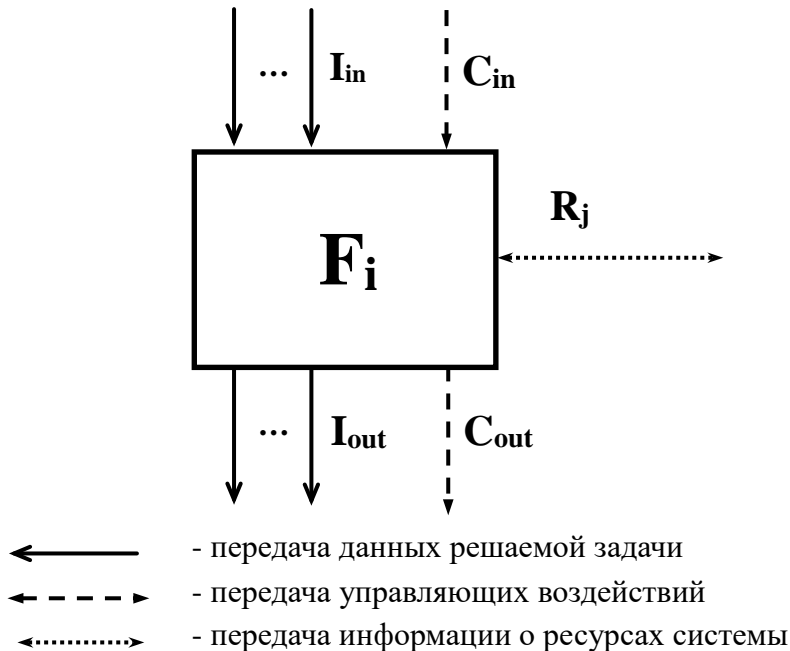 ... Iin Cin
Rj
Fi
... Iout Cout
- передача данных решаемой задачи
- передача управляющих воздействий
- передача информации о ресурсах системы